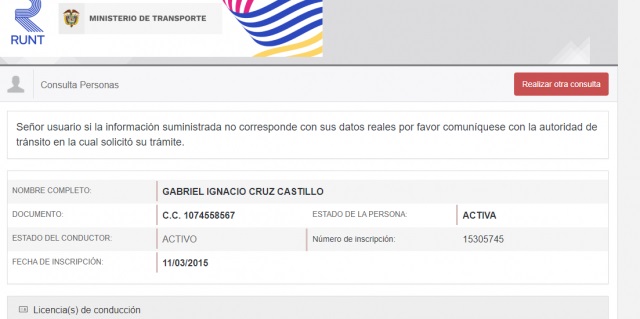 RUNT
MINISTERIO DE TRANSPORTE
Consulta Personas
Realizar otra consulta
Señor usuario si la información suministrada no corresponde con sus datos reales por favor comuníquese con la autoridad de
tránsito en la cual solicitó su trámite.
NOMBRE COMPLETO: GABRIEL IGNACIO CRUZ CASTILLO
DOCUMENTO: C.C. 1074558567 ESTADO DE LA PERSONA: ACTIVA
ESTADO DEL CONDUCTOR: ACTIVO Número de inscripción: 15305745
FECHA DE INSCRIPCIÓN: 11/03/2015
Licencia(s) de conducción